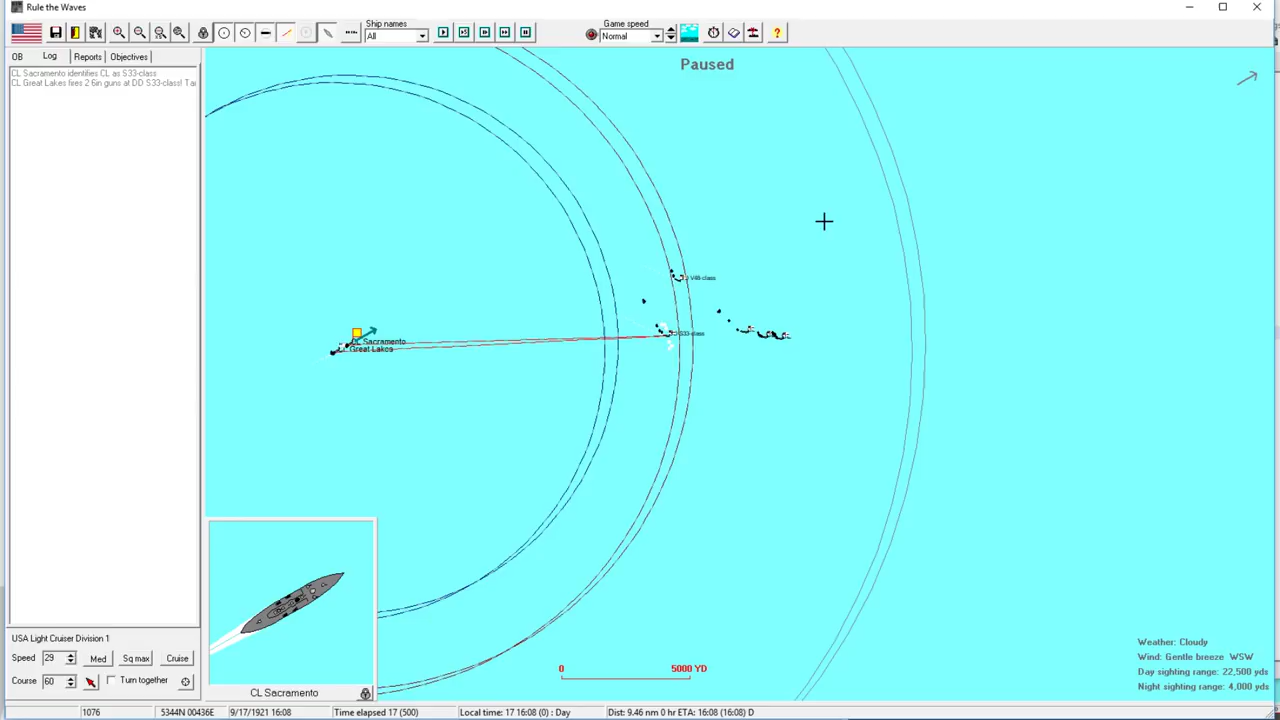 Rule the Waves
Ship names
All
Game speed
Normal
OB
Log
Reports
Objectives
CL Sacramento identifies CL as S33-class
CL Great Lakes fires 2 6in guns at DD S33-class! Ta
Paused
V48-class
S33-class
CL Sacramento
Great Lakes
USA Light Cruiser Division 1
Speed 29 Med Sq max Cruise
Course 60 Turn together
CL Sacramento
0 5000 YD
Weather: Cloudy
Wind: Gentle breeze WSW
Day sighting range: 22,500 yds
Night sighting range: 4,000 yds
1076 5344N 00436E 9/17/1921 16:08 Time elapsed 17 (500) Local time: 17 16:08 (0) : Day Dist: 9.46 nm 0 hr ETA: 16:08 (16:08) D